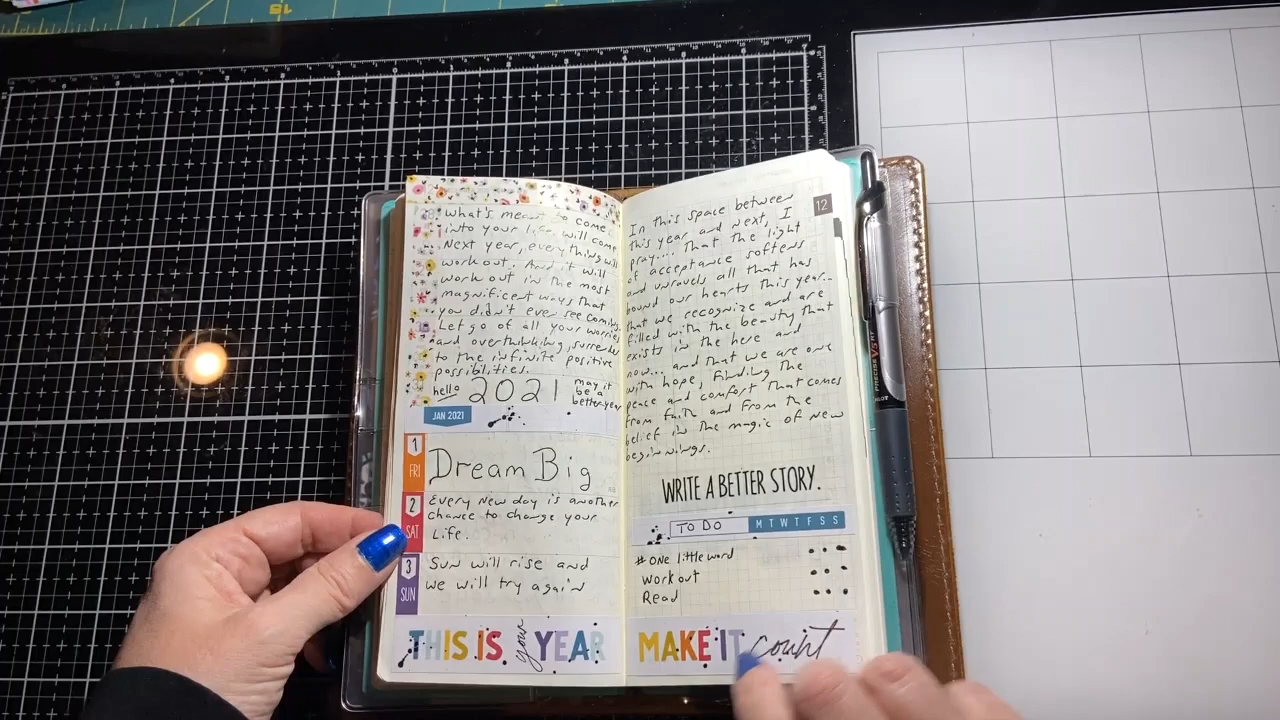 What's meant to come
into your life, will come.
Next year, everything will
work out. And it will
work out in the most
magnificent ways that
you didn't even see coming.
Let go of all your worries
and overthinking, surrender
to the infinite positive
possiblities.
hello 2021 may it
be a
better year
JAN 2021
1
FRI
Dream Big
2
SAT
Every new day is another
chance to change your
Life.
3
SUN
Sun will rise and
we will try again
THIS IS your YEAR
12
In this space between
this year and next, I
pray.... That the light
of acceptance softens
and unravels all that has
bound our hearts this year...
that we recognize and are
filled with the beauty that
exists in the here and
now... and that we are one
with hope, Finding the
peace and comfort that comes
from faith and from the
belief in the magic of new
beginnings.
WRITE A BETTER STORY.
TO DO M T W T F S S
# One little word
Workout
Read
MAKE IT count
PRECISE V5 RT
PILOT
15